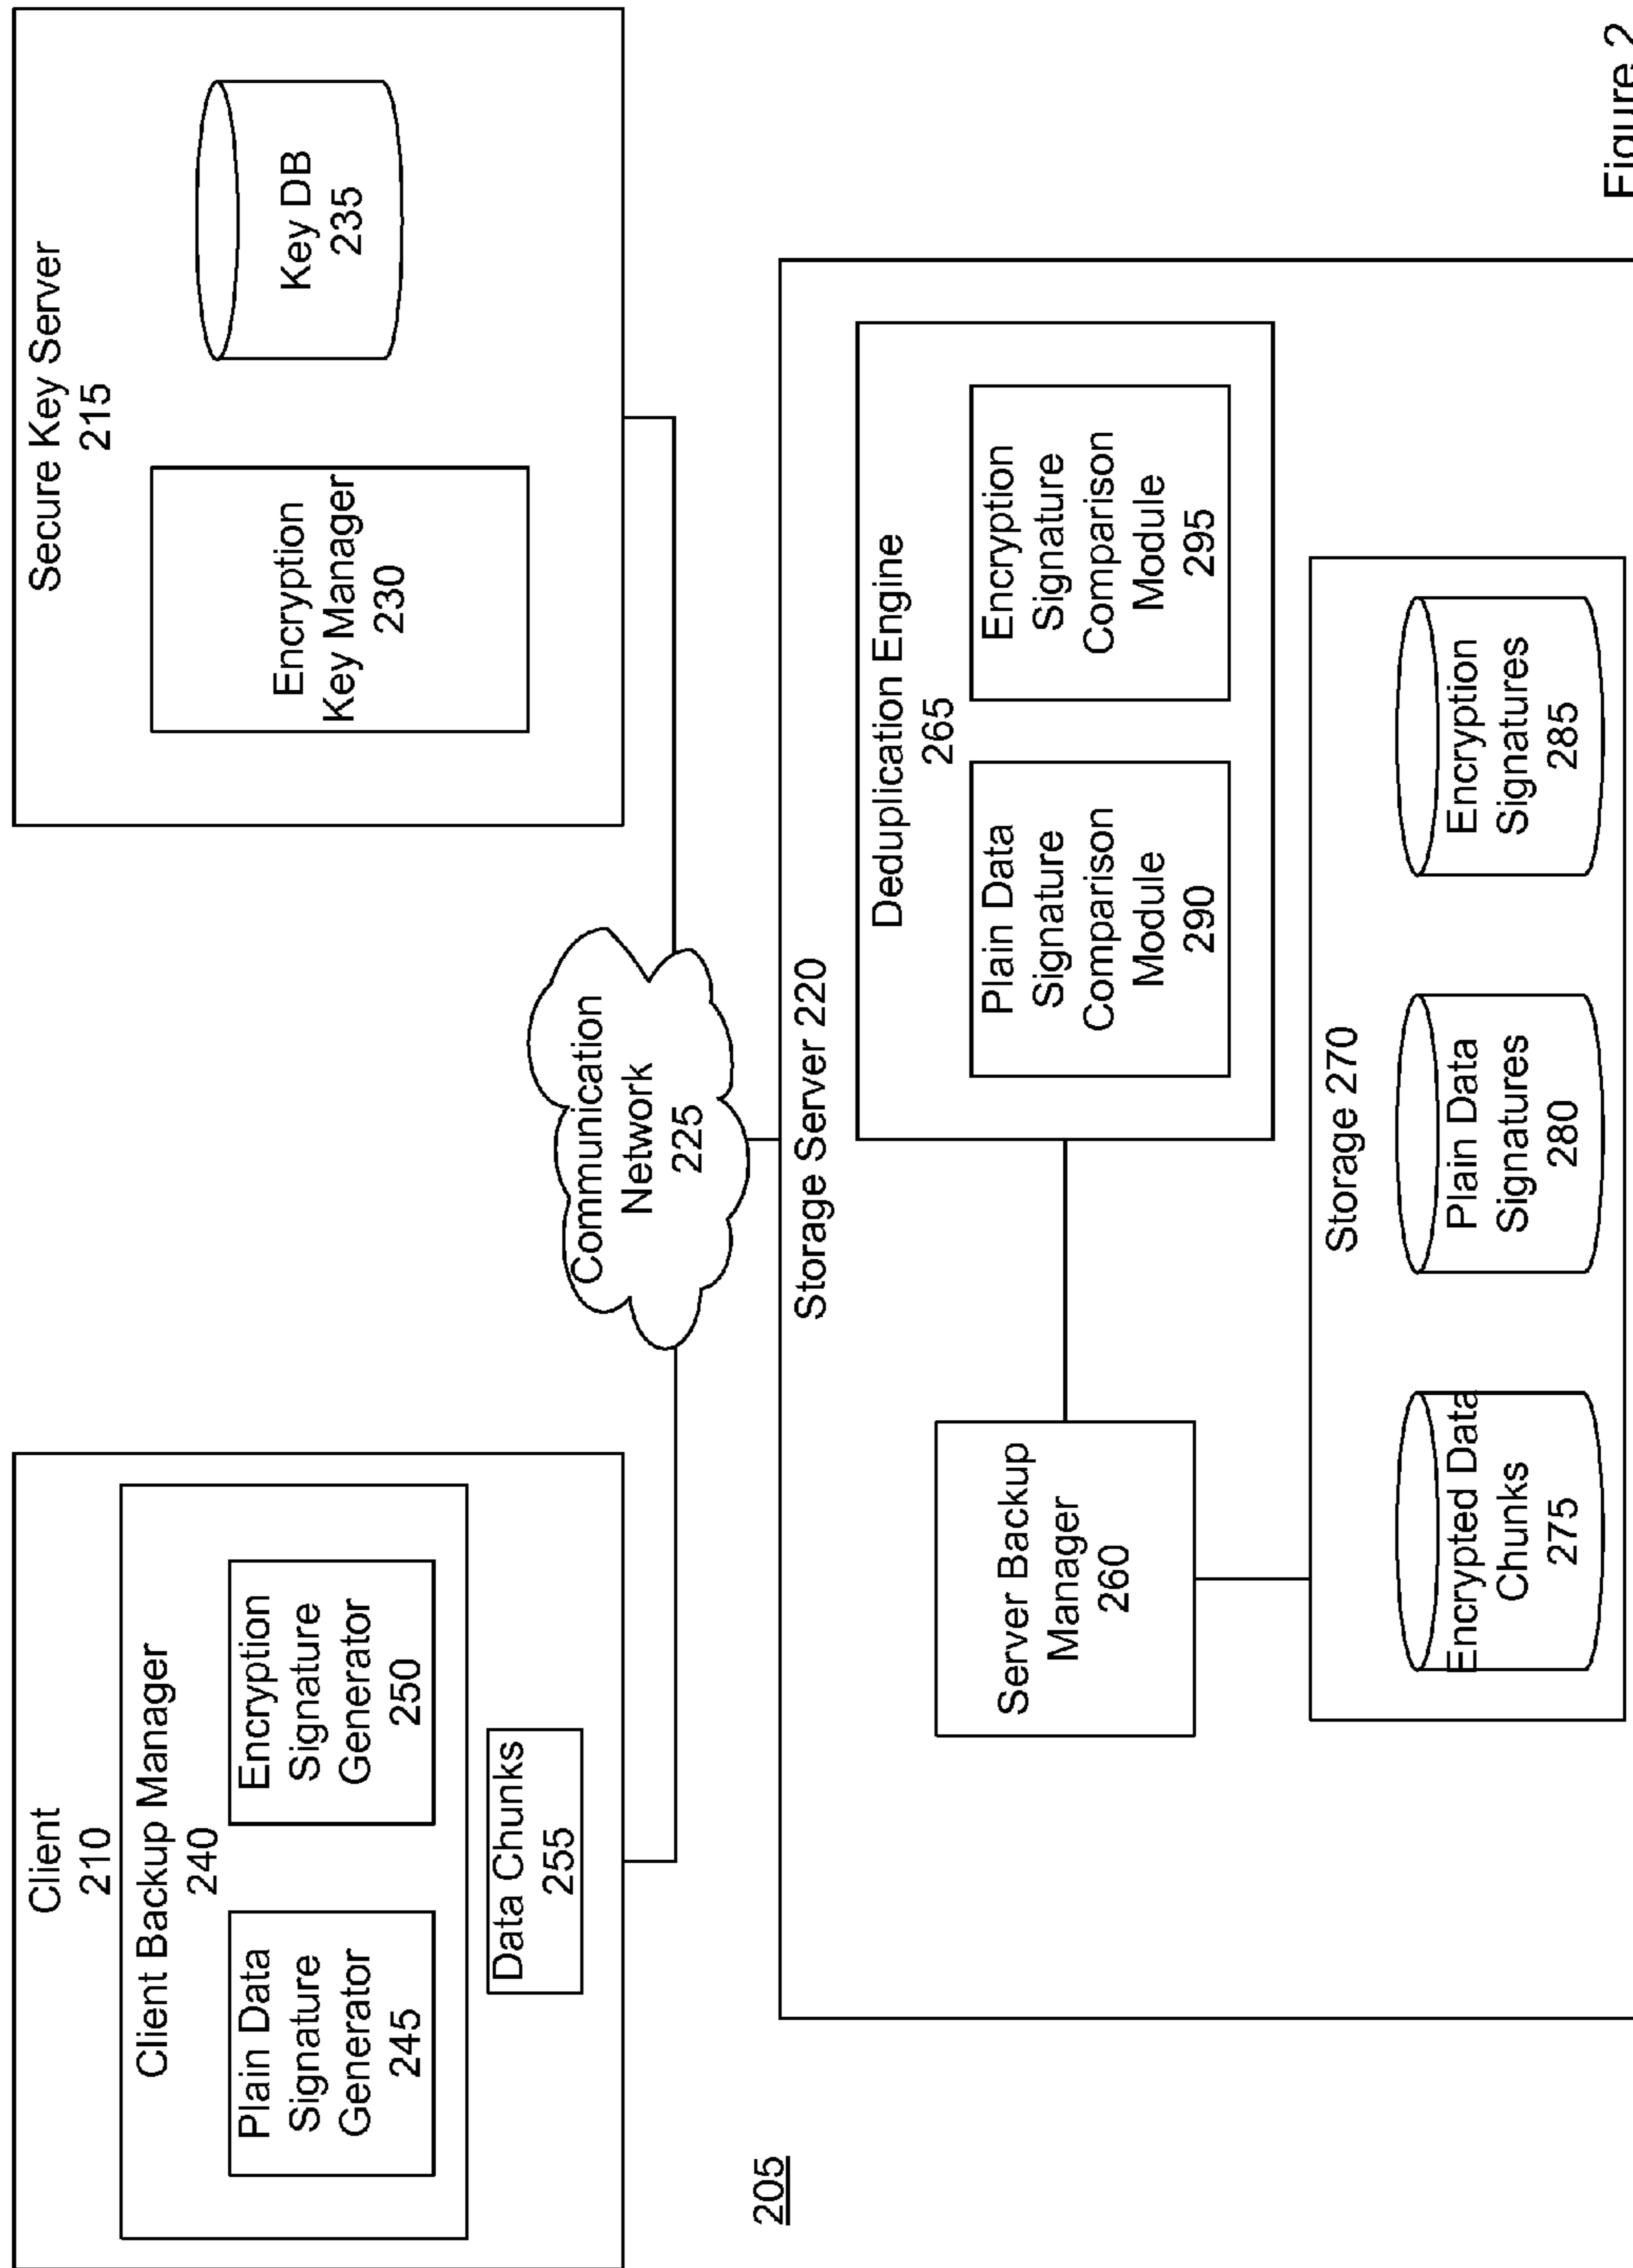 205
Client
210
Client Backup Manager
240
Plain Data
Signature
Generator
245
Encryption
Signature
Generator
250
Data Chunks
255
Communication
Network
225
Secure Key Server
215
Encryption
Key Manager
230
Key DB
235
Storage Server 220
Server Backup
Manager
260
Deduplication Engine
265
Plain Data
Signature
Comparison
Module
290
Encryption
Signature
Comparison
Module
295
Storage 270
Encrypted Data
Chunks
275
Plain Data
Signatures
280
Encryption
Signatures
285
Figure 2